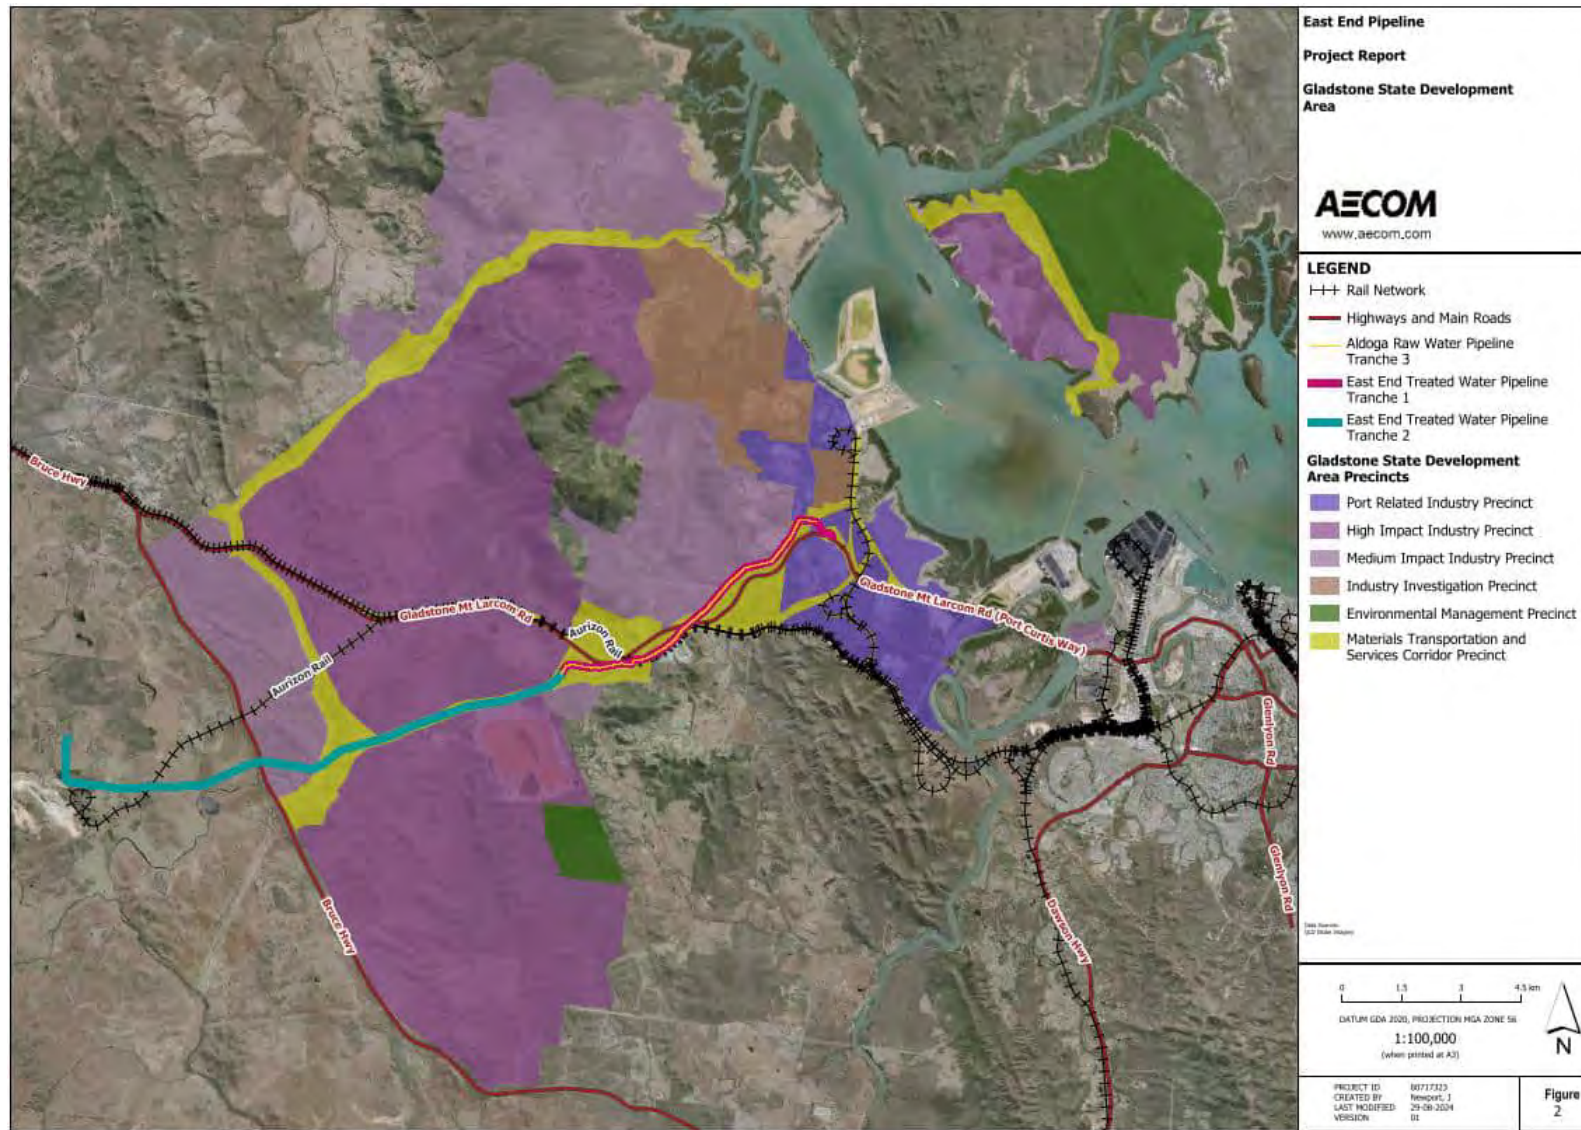 East End Pipeline
Project Report
Gladstone State Development
Area
AECOM
www.aecom.com
LEGEND
Rail Network
Highways and Main Roads
Aldoga Raw Water Pipeline
Tranche 3
East End Treated Water Pipeline
Tranche 1
East End Treated Water Pipeline
Tranche 2
Gladstone State Development
Area Precincts
Port Related Industry Precinct
High Impact Industry Precinct
Medium Impact Industry Precinct
Industry Investigation Precinct
Environmental Management Precinct
Materials Transportation and
Services Corridor Precinct
Bruce Hwy
Gladstone Mt Larcom Rd
Aurizon Rail
Aurizon Rail
Gladstone Mt Larcom Rd (Port Curtis Way)
Glenlyon Rd
Glenlyon Rd
Dawson Hwy
Bruce Hwy
0 1.5 3 4.5 km
DATUM GDA 2020, PROJECTION MGA ZONE 56
1:100,000
(when printed at A3)
N
PROJECT ID 60717323
CREATED BY Newport, J
LAST MODIFIED 29-08-2024
VERSION 01
Figure
2